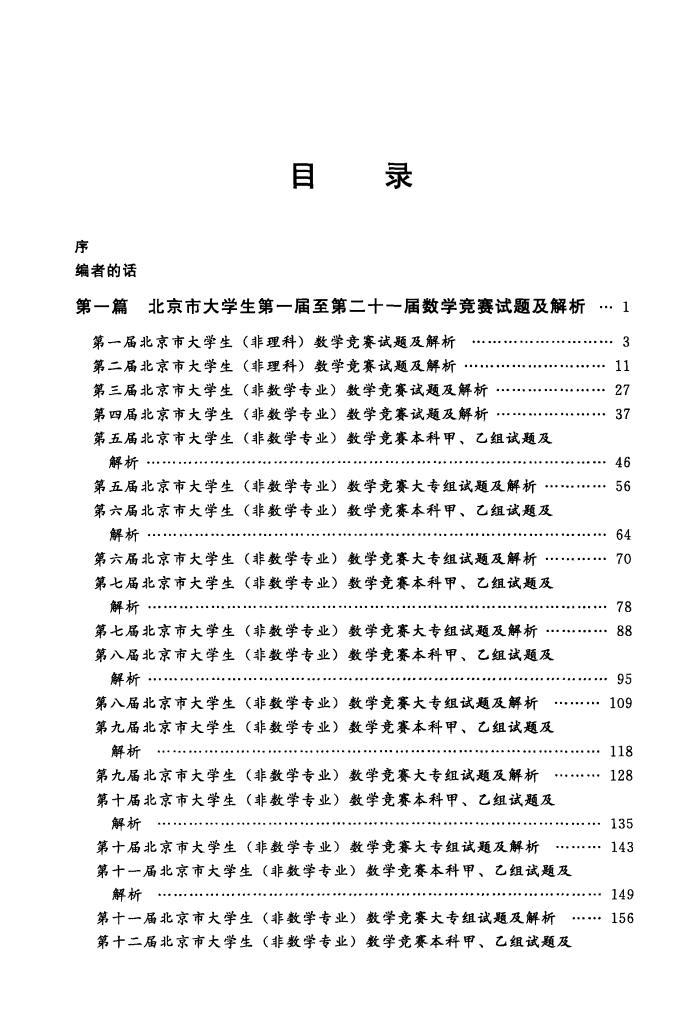 目 录
序
编者的话
第一篇 北京市大学生第一届至第二十一届数学竞赛试题及解析 … 1
第一届北京市大学生（非理科）数学竞赛试题及解析 ……………………… 3
第二届北京市大学生（非理科）数学竞赛试题及解析 ……………………… 11
第三届北京市大学生（非数学专业）数学竞赛试题及解析 ………………… 27
第四届北京市大学生（非数学专业）数学竞赛试题及解析 ………………… 37
第五届北京市大学生（非数学专业）数学竞赛本科甲、乙组试题及
解析 …………………………………………………………………………… 46
第五届北京市大学生（非数学专业）数学竞赛大专组试题及解析 ………… 56
第六届北京市大学生（非数学专业）数学竞赛本科甲、乙组试题及
解析 …………………………………………………………………………… 64
第六届北京市大学生（非数学专业）数学竞赛大专组试题及解析 ………… 70
第七届北京市大学生（非数学专业）数学竞赛本科甲、乙组试题及
解析 …………………………………………………………………………… 78
第七届北京市大学生（非数学专业）数学竞赛大专组试题及解析 ………… 88
第八届北京市大学生（非数学专业）数学竞赛本科甲、乙组试题及
解析 …………………………………………………………………………… 95
第八届北京市大学生（非数学专业）数学竞赛大专组试题及解析 ……… 109
第九届北京市大学生（非数学专业）数学竞赛本科甲、乙组试题及
解析 ………………………………………………………………………… 118
第九届北京市大学生（非数学专业）数学竞赛大专组试题及解析 ……… 128
第十届北京市大学生（非数学专业）数学竞赛本科甲、乙组试题及
解析 ………………………………………………………………………… 135
第十届北京市大学生（非数学专业）数学竞赛大专组试题及解析 ……… 143
第十一届北京市大学生（非数学专业）数学竞赛本科甲、乙组试题及
解析 ………………………………………………………………………… 149
第十一届北京市大学生（非数学专业）数学竞赛大专组试题及解析 …… 156
第十二届北京市大学生（非数学专业）数学竞赛本科甲、乙组试题及